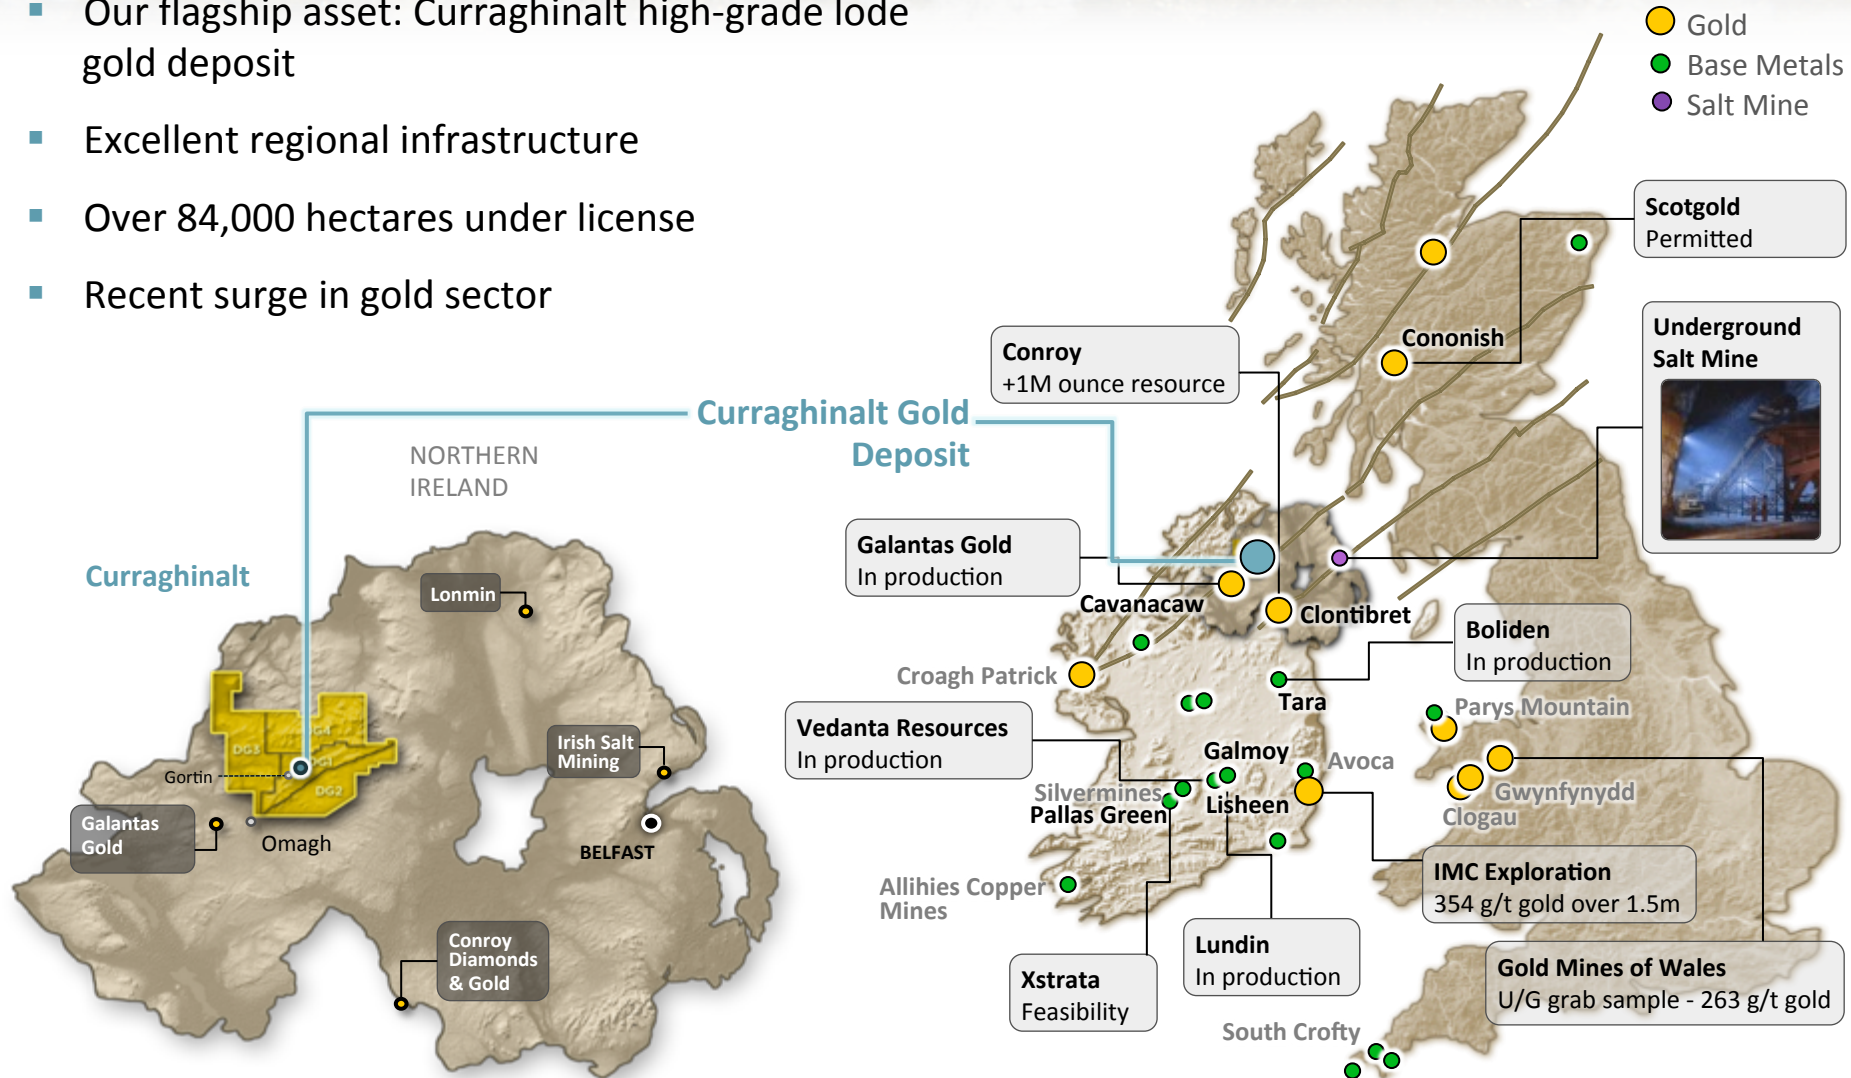 Our flagship asset: Curraghinalt high-grade lode
gold deposit
Excellent regional infrastructure
Over 84,000 hectares under license
Recent surge in gold sector
Gold
Base Metals
Salt Mine
Scotgold
Permitted
Underground
Salt Mine
Cononish
Conroy
+1M ounce resource
Curraghinalt Gold
Deposit
NORTHERN
IRELAND
Galantas Gold
In production
Curraghinalt
Lonmin
Cavanacaw
Clontibret
Boliden
In production
Croagh Patrick
Tara
Parys Mountain
Vedanta Resources
In production
Galmoy
Avoca
Irish Salt
Mining
DG3
DG4
DG1
DG2
Gortin
Silvermines
Pallas Green
Lisheen
Gwynfynydd
Clogau
Galantas
Gold
Omagh
BELFAST
IMC Exploration
354 g/t gold over 1.5m
Allihies Copper
Mines
Conroy
Diamonds
& Gold
Lundin
In production
Xstrata
Feasibility
Gold Mines of Wales
U/G grab sample - 263 g/t gold
South Crofty